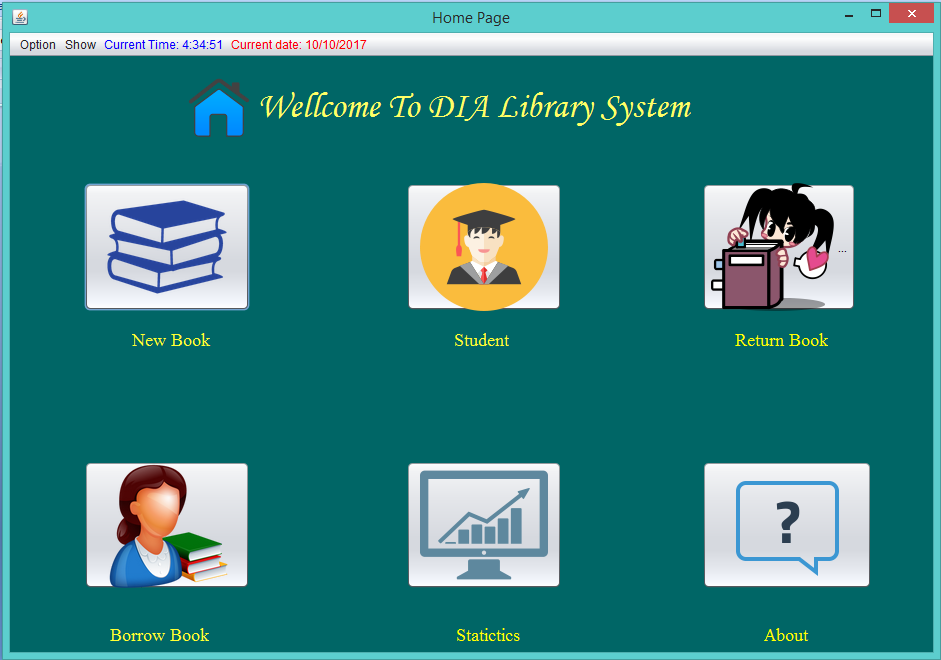 Home Page
Option Show Current Time: 4:34:51 Current date: 10/10/2017
Wellcome To DIA Library System
...
New Book Student Return Book
?
Borrow Book Statictics About